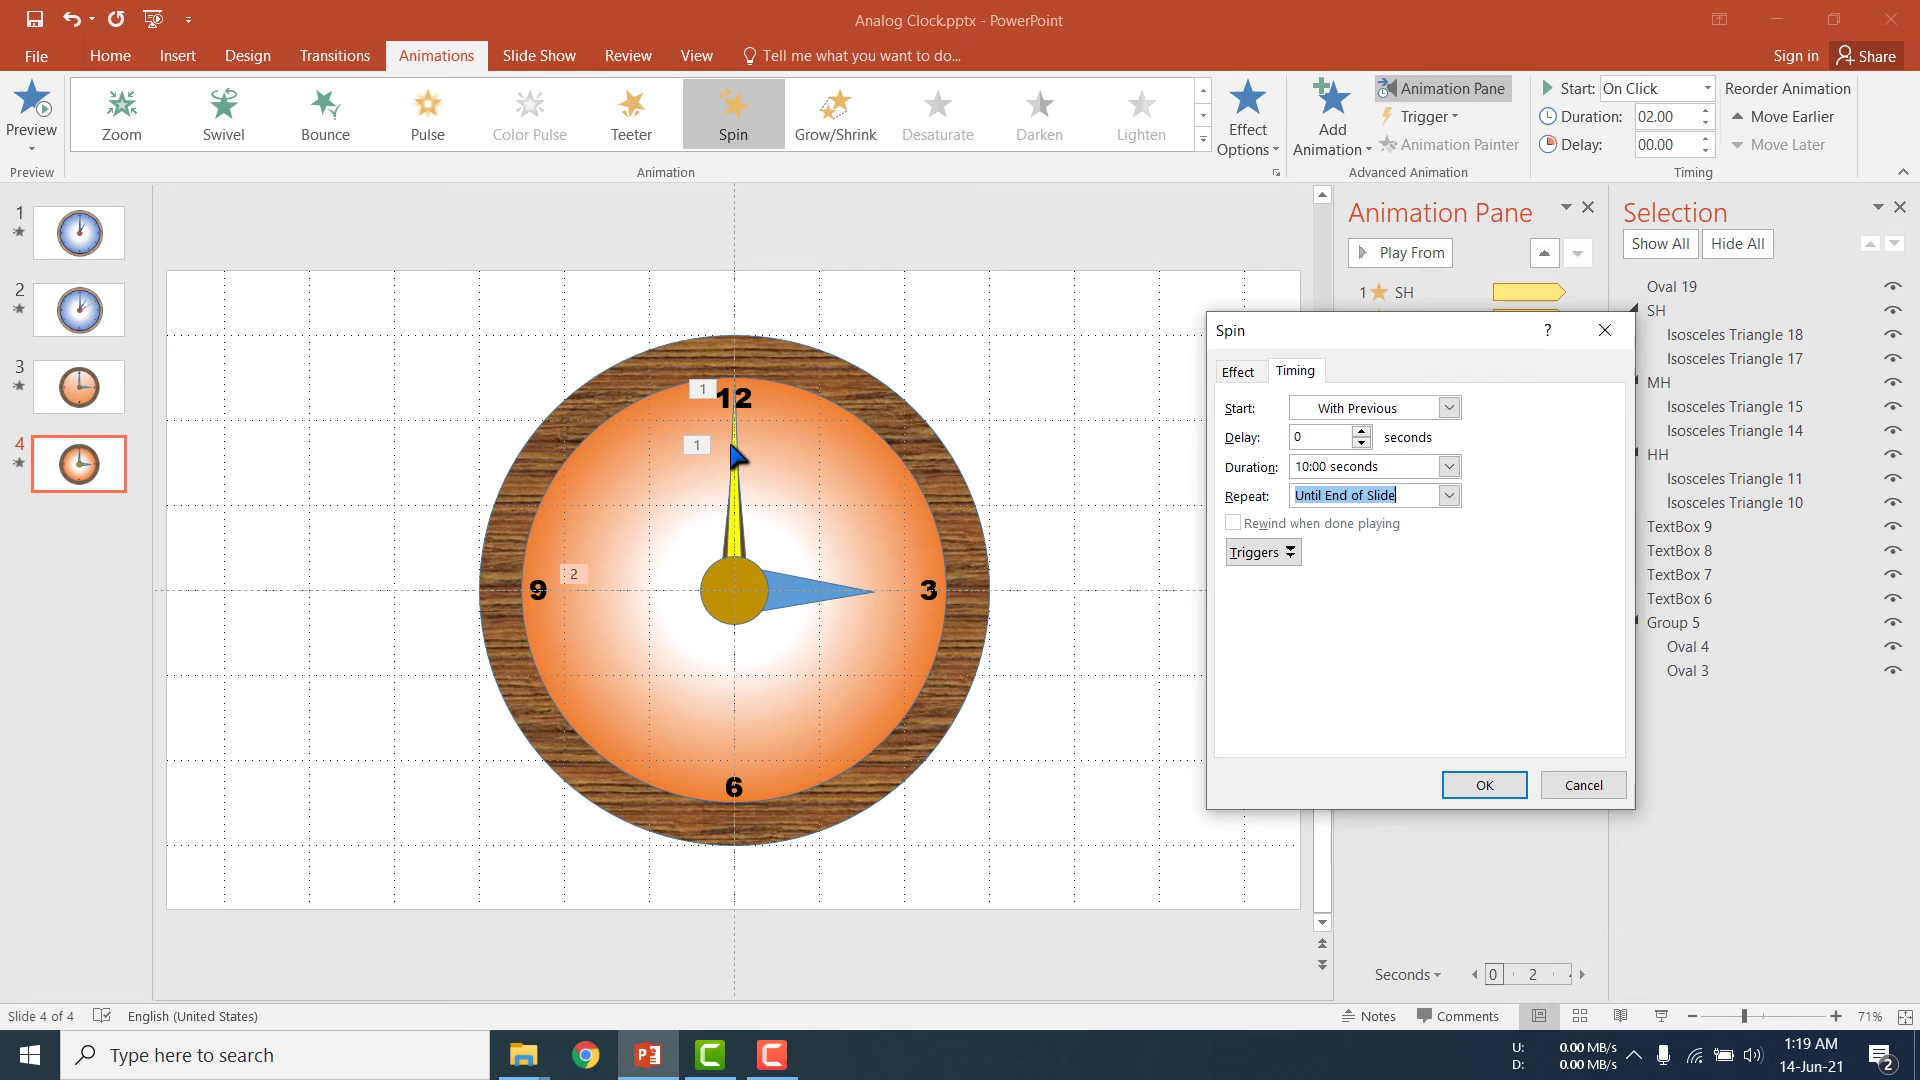 Analog Clock.pptx - PowerPoint
File Home Insert Design Transitions Animations Slide Show Review View Tell me what you want to do... Sign in Share
Preview
Zoom Swivel Bounce Pulse Color Pulse Teeter Spin Grow/Shrink Desaturate Darken Lighten
Effect Options
Add Animation
Animation Pane
Trigger
Animation Painter
Start: On Click
Duration: 02.00
Delay: 00.00
Reorder Animation
Move Earlier
Move Later
Preview Animation Advanced Animation Timing
1
2
3
4
12
1
1
2
9
3
6
Animation Pane
Play From
1 SH
Seconds 0 2
Selection
Show All Hide All
Oval 19
SH
Isosceles Triangle 18
Isosceles Triangle 17
MH
Isosceles Triangle 15
Isosceles Triangle 14
HH
Isosceles Triangle 11
Isosceles Triangle 10
TextBox 9
TextBox 8
TextBox 7
TextBox 6
Group 5
Oval 4
Oval 3
Spin ?
Effect Timing
Start: With Previous
Delay: 0 seconds
Duration: 10:00 seconds
Repeat: Until End of Slide
Rewind when done playing
Triggers
OK Cancel
Slide 4 of 4 English (United States) Notes Comments 71%
Type here to search
U: 0.00 MB/s
D: 0.00 MB/s
1:19 AM
14-Jun-21
2